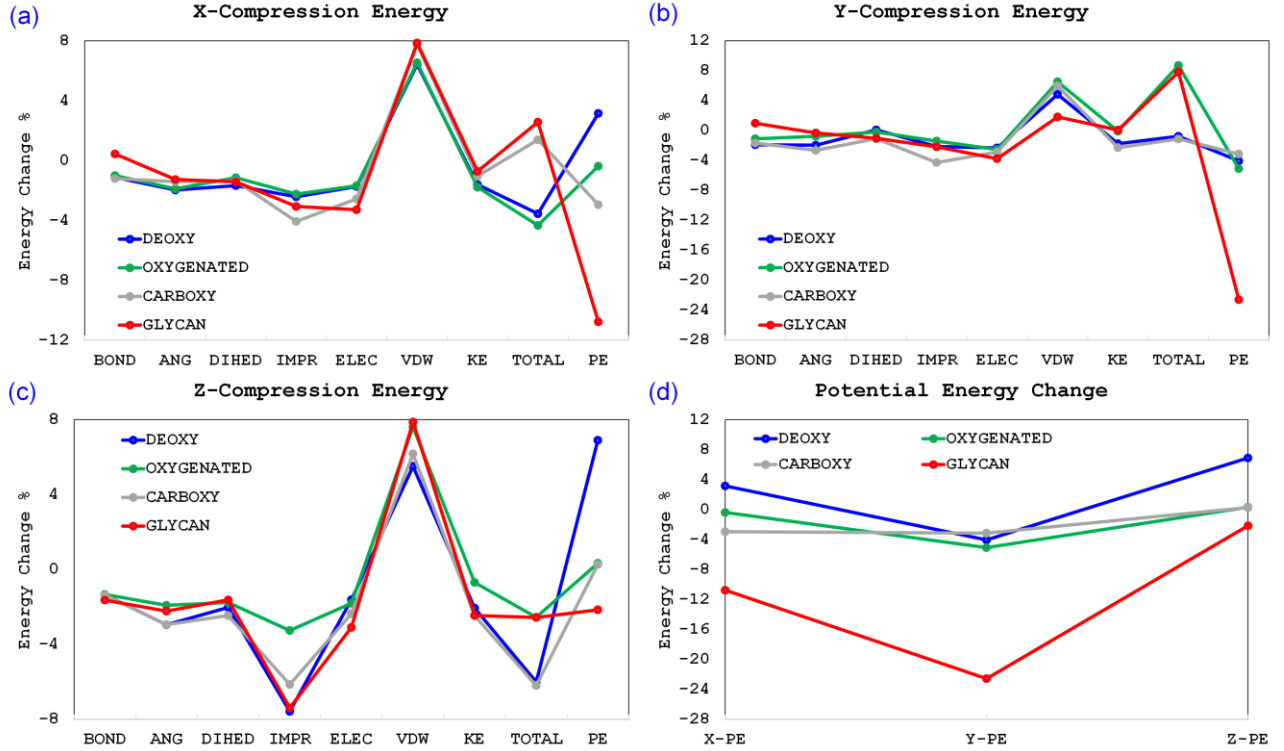 (a)
X-Compression Energy
8
4
0
-4
-8
-12
Energy Change %
DEOXY
OXYGENATED
CARBOXY
GLYCAN
BOND ANG DIHED IMPR ELEC VDW KE TOTAL PE
(b)
Y-Compression Energy
12
8
4
0
-4
-8
-12
-16
-20
-24
-28
Energy Change %
DEOXY
OXYGENATED
CARBOXY
GLYCAN
BOND ANG DIHED IMPR ELEC VDW KE TOTAL PE
(c)
Z-Compression Energy
8
4
0
-4
-8
Energy Change %
DEOXY
OXYGENATED
CARBOXY
GLYCAN
BOND ANG DIHED IMPR ELEC VDW KE TOTAL PE
(d)
Potential Energy Change
12
8
4
0
-4
-8
-12
-16
-20
-24
-28
Energy Change %
DEOXY OXYGENATED
CARBOXY GLYCAN
X-PE Y-PE Z-PE